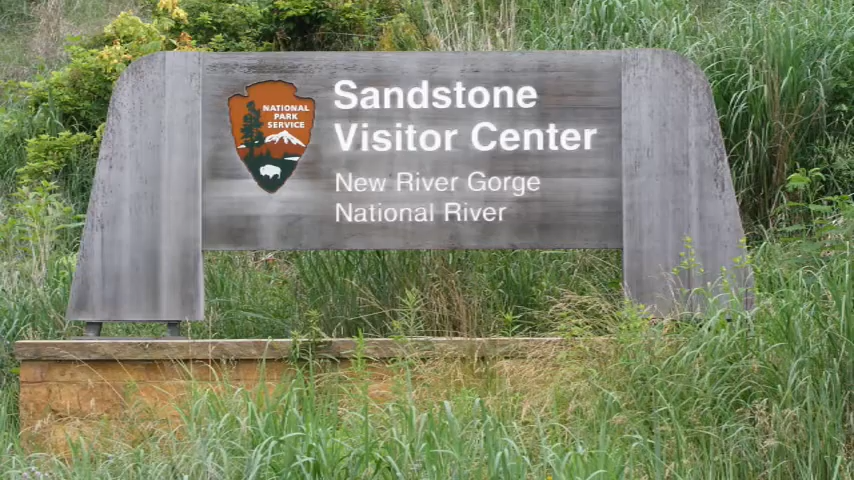 NATIONAL
PARK
SERVICE
Sandstone
Visitor Center
New River Gorge
National River